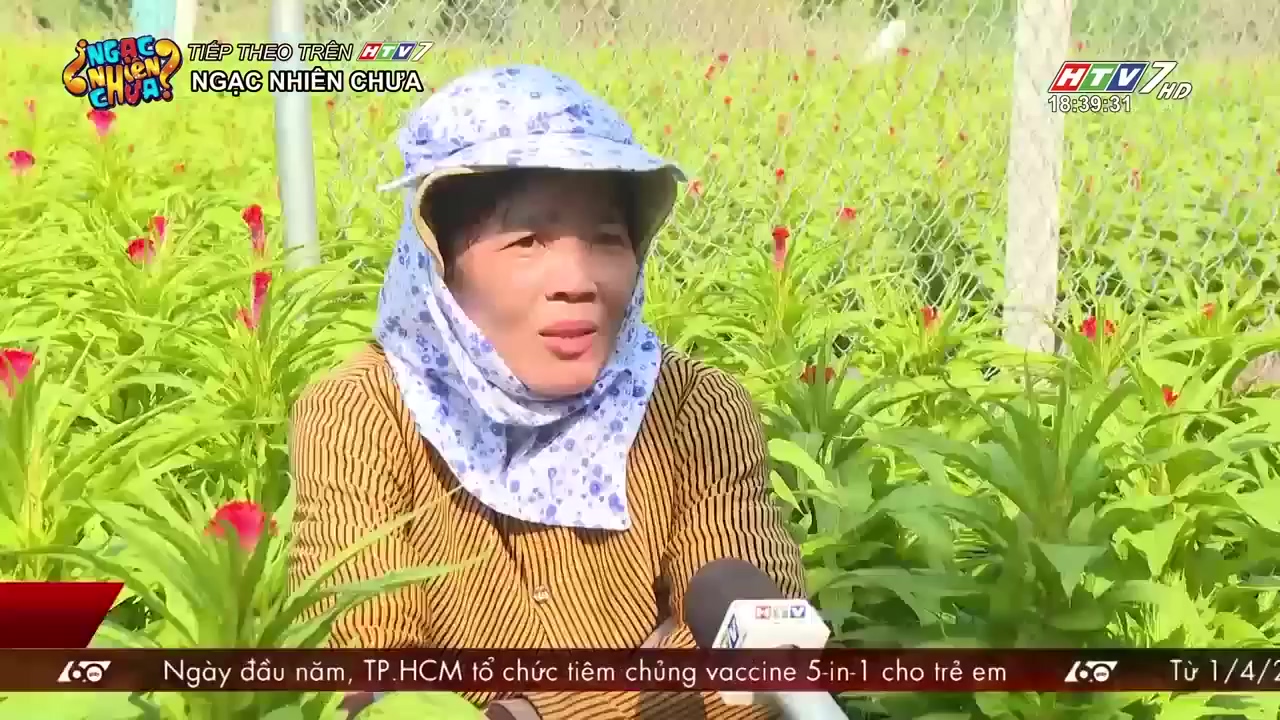 NGẠC NHIÊN CHƯA?
TIẾP THEO TRÊN HTV7
NGẠC NHIÊN CHƯA
HTV7 HD
18:39:31
HTV
60 Ngày đầu năm, TP.HCM tổ chức tiêm chủng vaccine 5-in-1 cho trẻ em 60 Từ 1/4/2